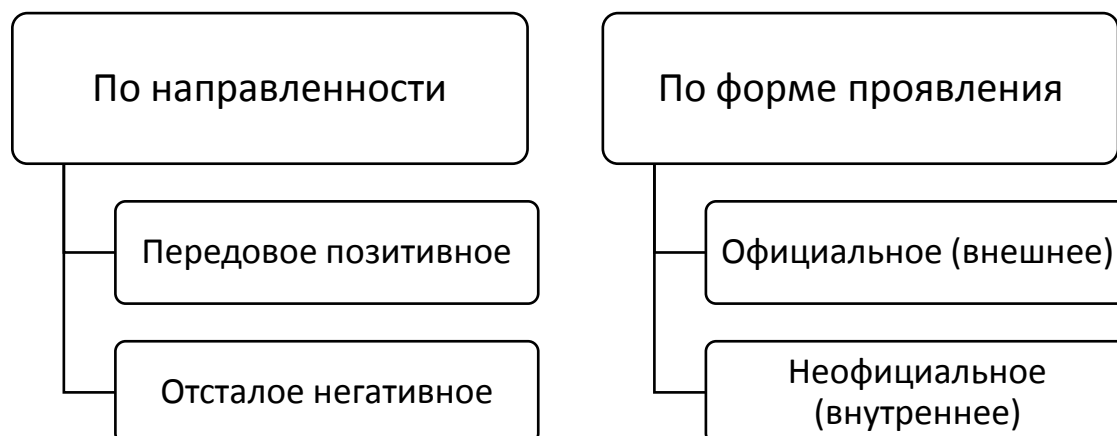 По направленности
Передовое позитивное
Отсталое негативное
По форме проявления
Официальное (внешнее)
Неофициальное
(внутреннее)